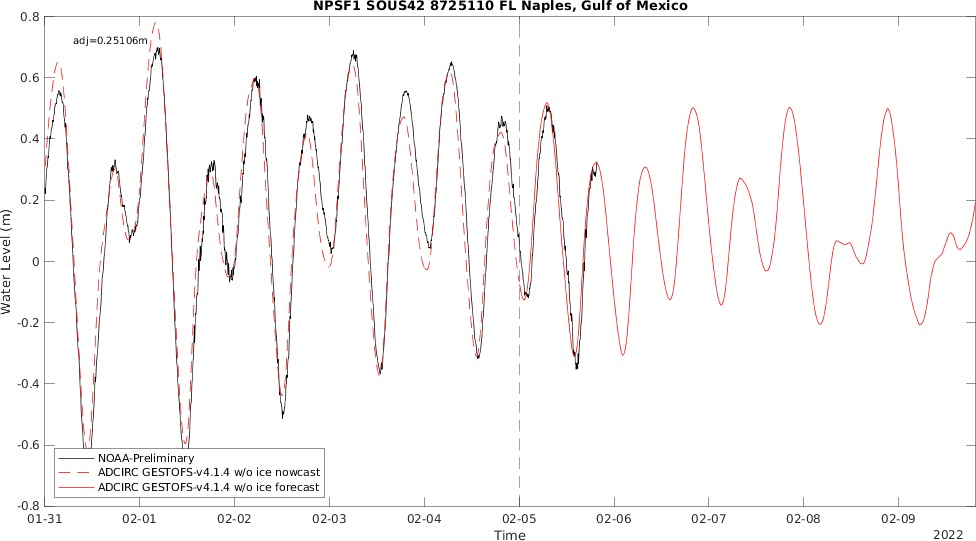 NPSF1 SOUS42 8725110 FL Naples, Gulf of Mexico
adj=0.25106m
0.8
0.6
0.4
0.2
0
-0.2
-0.4
-0.6
-0.8
Water Level (m)
NOAA-Preliminary
ADCIRC GESTOFS-v4.1.4 w/o ice nowcast
ADCIRC GESTOFS-v4.1.4 w/o ice forecast
01-31 02-01 02-02 02-03 02-04 02-05 02-06 02-07 02-08 02-09
Time
2022